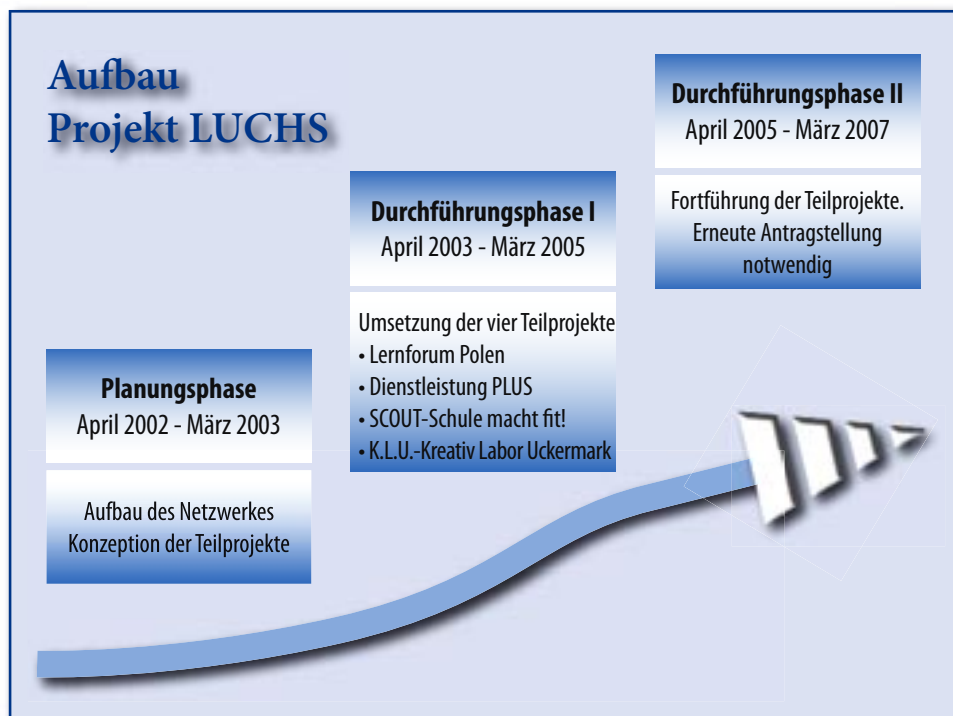 Aufbau
Projekt LUCHS
Planungsphase
April 2002 - März 2003
Aufbau des Netzwerkes
Konzeption der Teilprojekte
Durchführungsphase I
April 2003 - März 2005
Umsetzung der vier Teilprojekte
• Lernforum Polen
• Dienstleistung PLUS
• SCOUT-Schule macht fit!
• K.L.U.-Kreativ Labor Uckermark
Durchführungsphase II
April 2005 - März 2007
Fortführung der Teilprojekte.
Erneute Antragstellung
notwendig